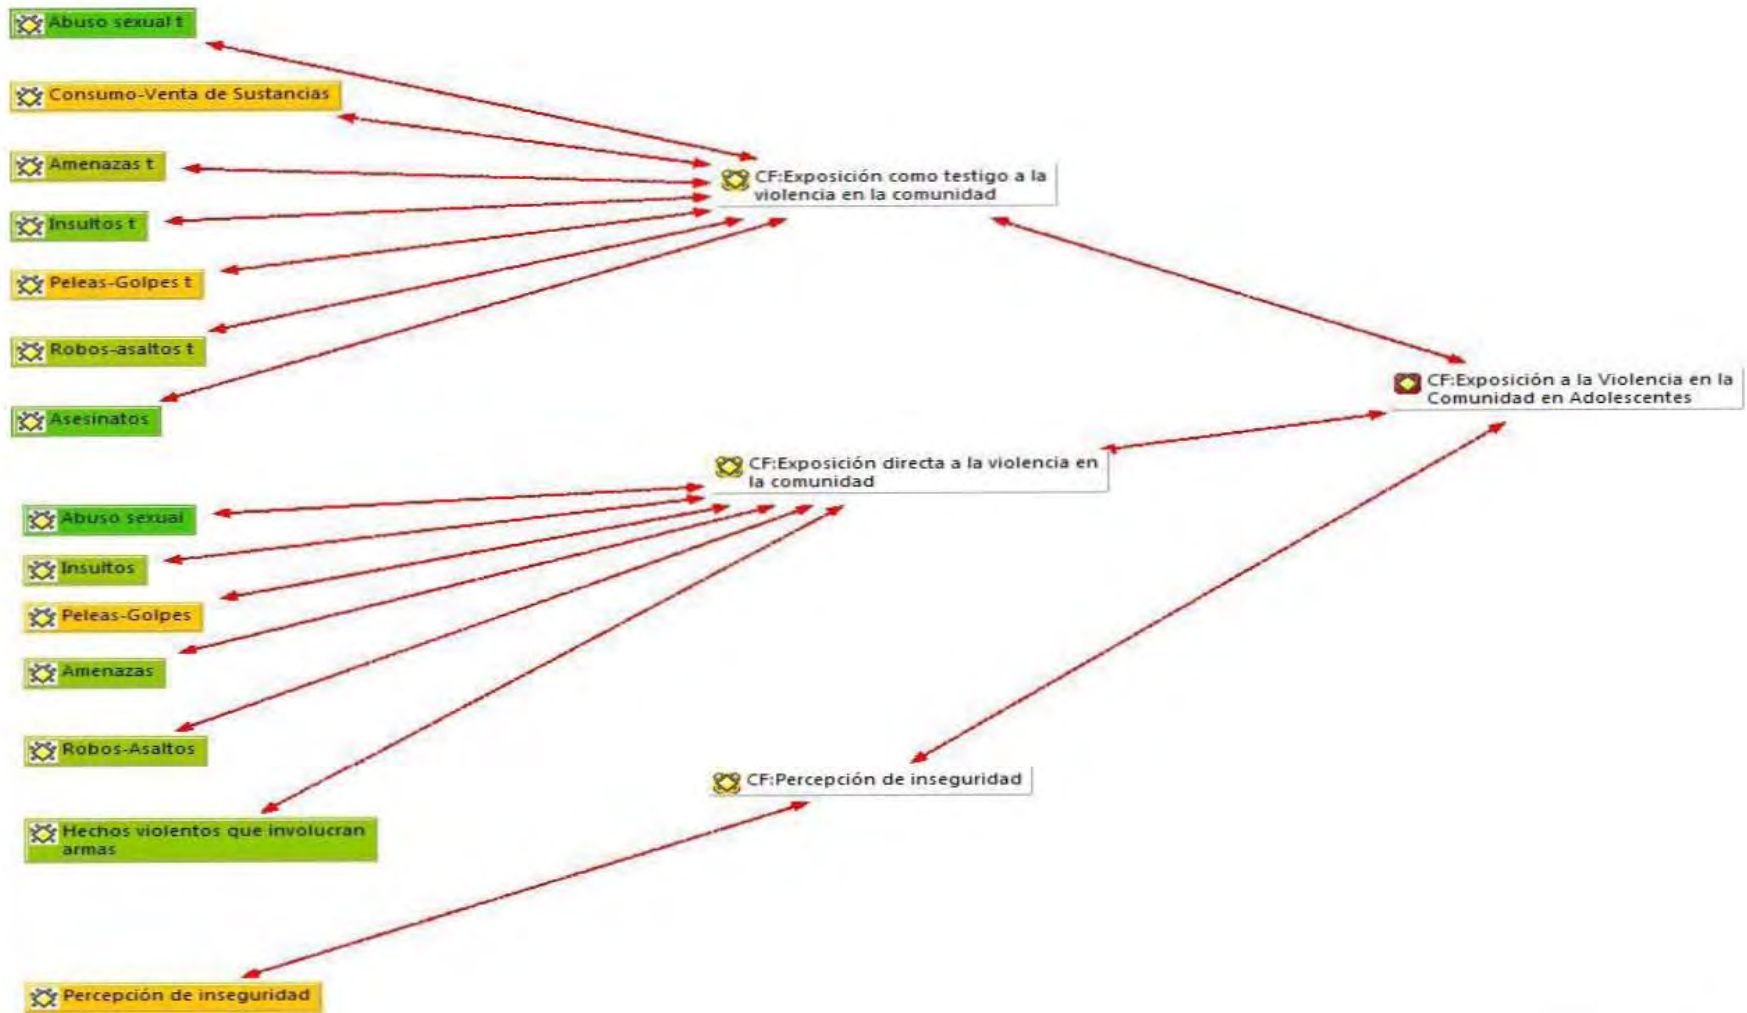 Abuso sexual t
Consumo-Venta de Sustancias
Amenazas t
CF:Exposición como testigo a la
violencia en la comunidad
Insultos t
Peleas-Golpes t
Robos-asaltos t
CF:Exposición a la Violencia en la
Comunidad en Adolescentes
Asesinatos
CF:Exposición directa a la violencia en
la comunidad
Abuso sexual
Insultos
Peleas-Golpes
Amenazas
Robos-Asaltos
CF:Percepción de inseguridad
Hechos violentos que involucran
armas
Percepción de inseguridad